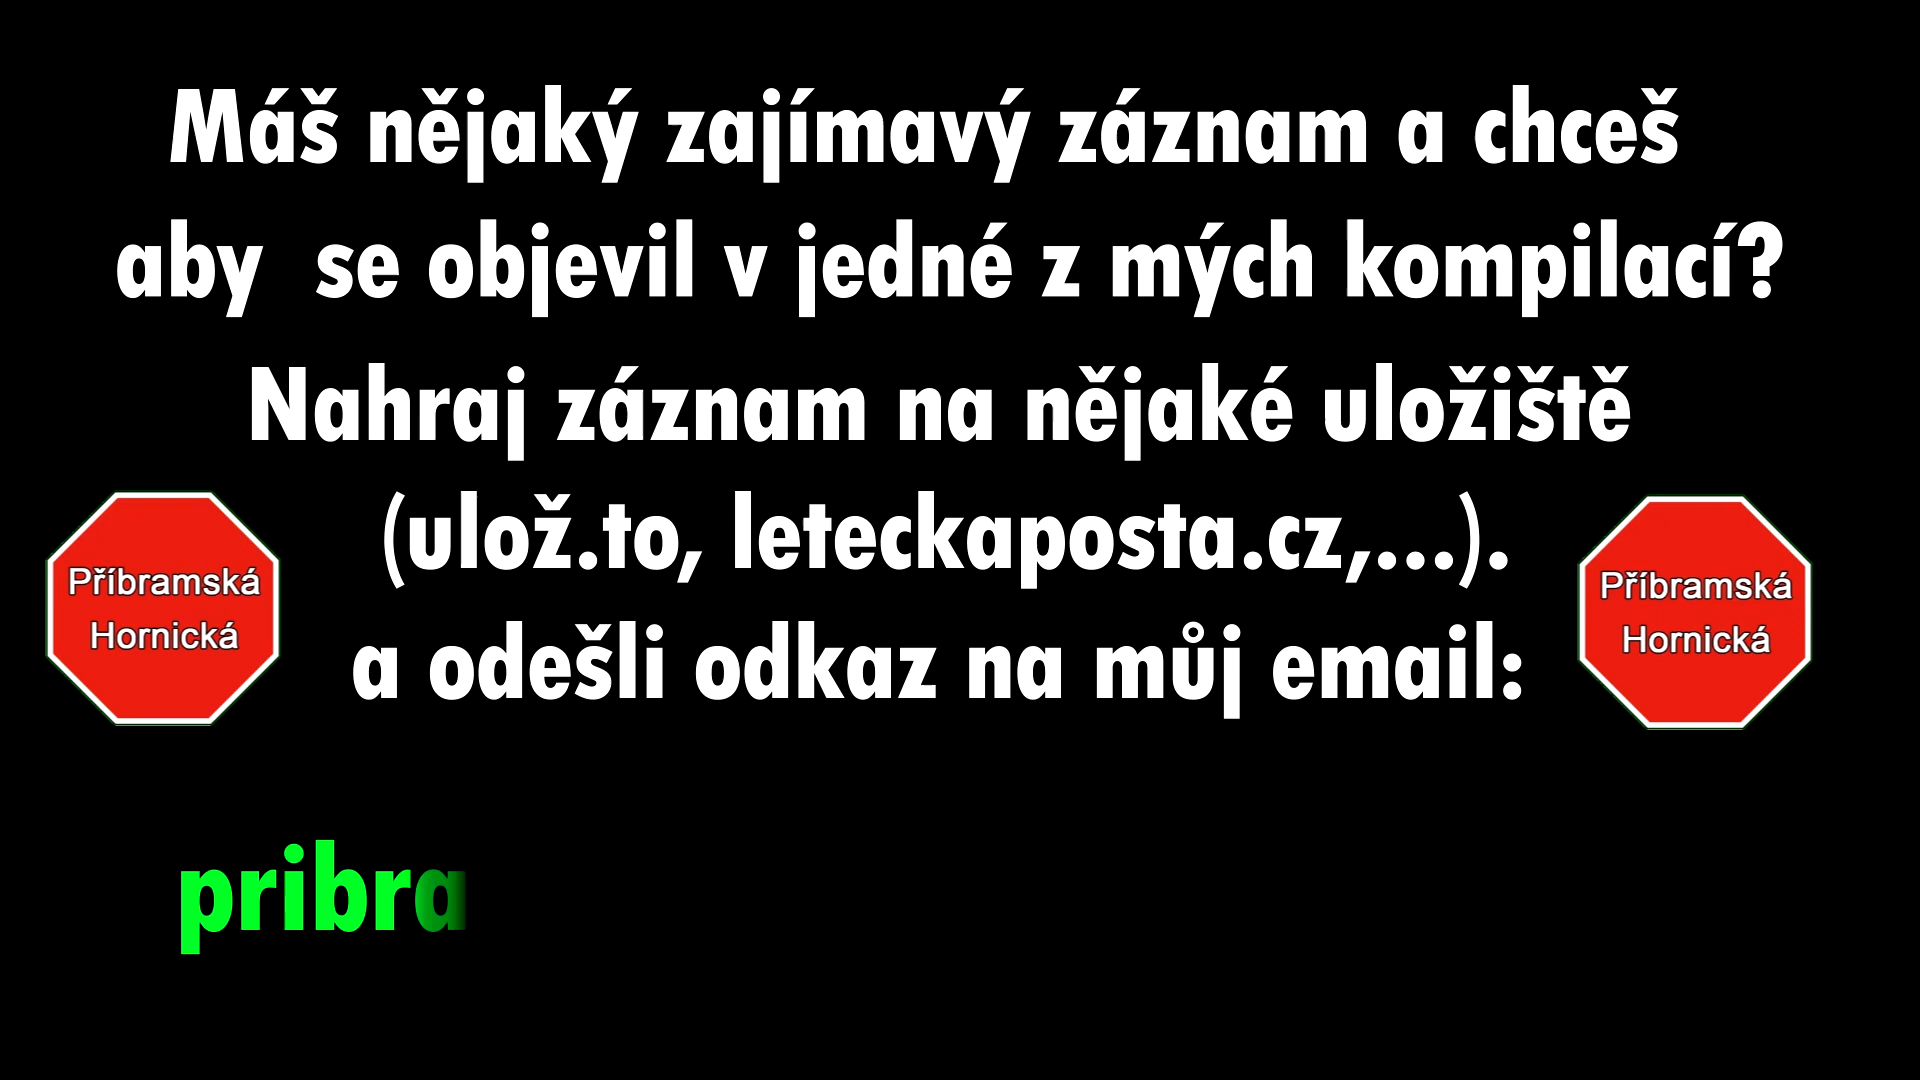 Máš nějaký zajímavý záznam a chceš
aby se objevil v jedné z mých kompilací?
Nahraj záznam na nějaké uložiště
(ulož.to, leteckaposta.cz,...).
a odešli odkaz na můj email:
Příbramská
Hornická
Příbramská
Hornická
pribra